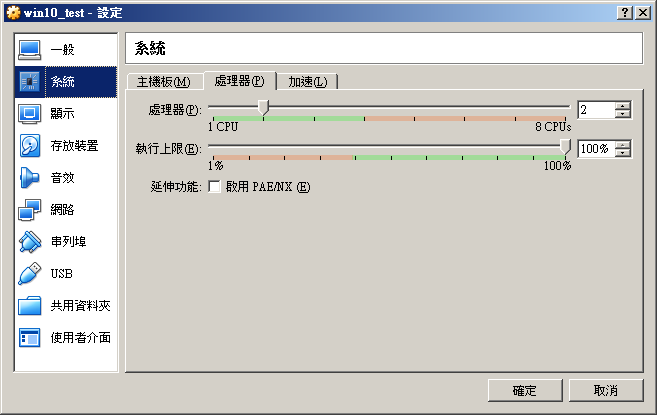 win10_test - 設定
一般
系統
顯示
存放裝置
音效
網路
串列埠
USB
共用資料夾
使用者介面
系統
主機板(M) 處理器(P) 加速(L)
處理器(P): 2
1 CPU 8 CPUs
執行上限(E): 100%
1% 100%
延伸功能: 啟用 PAE/NX (E)
確定 取消